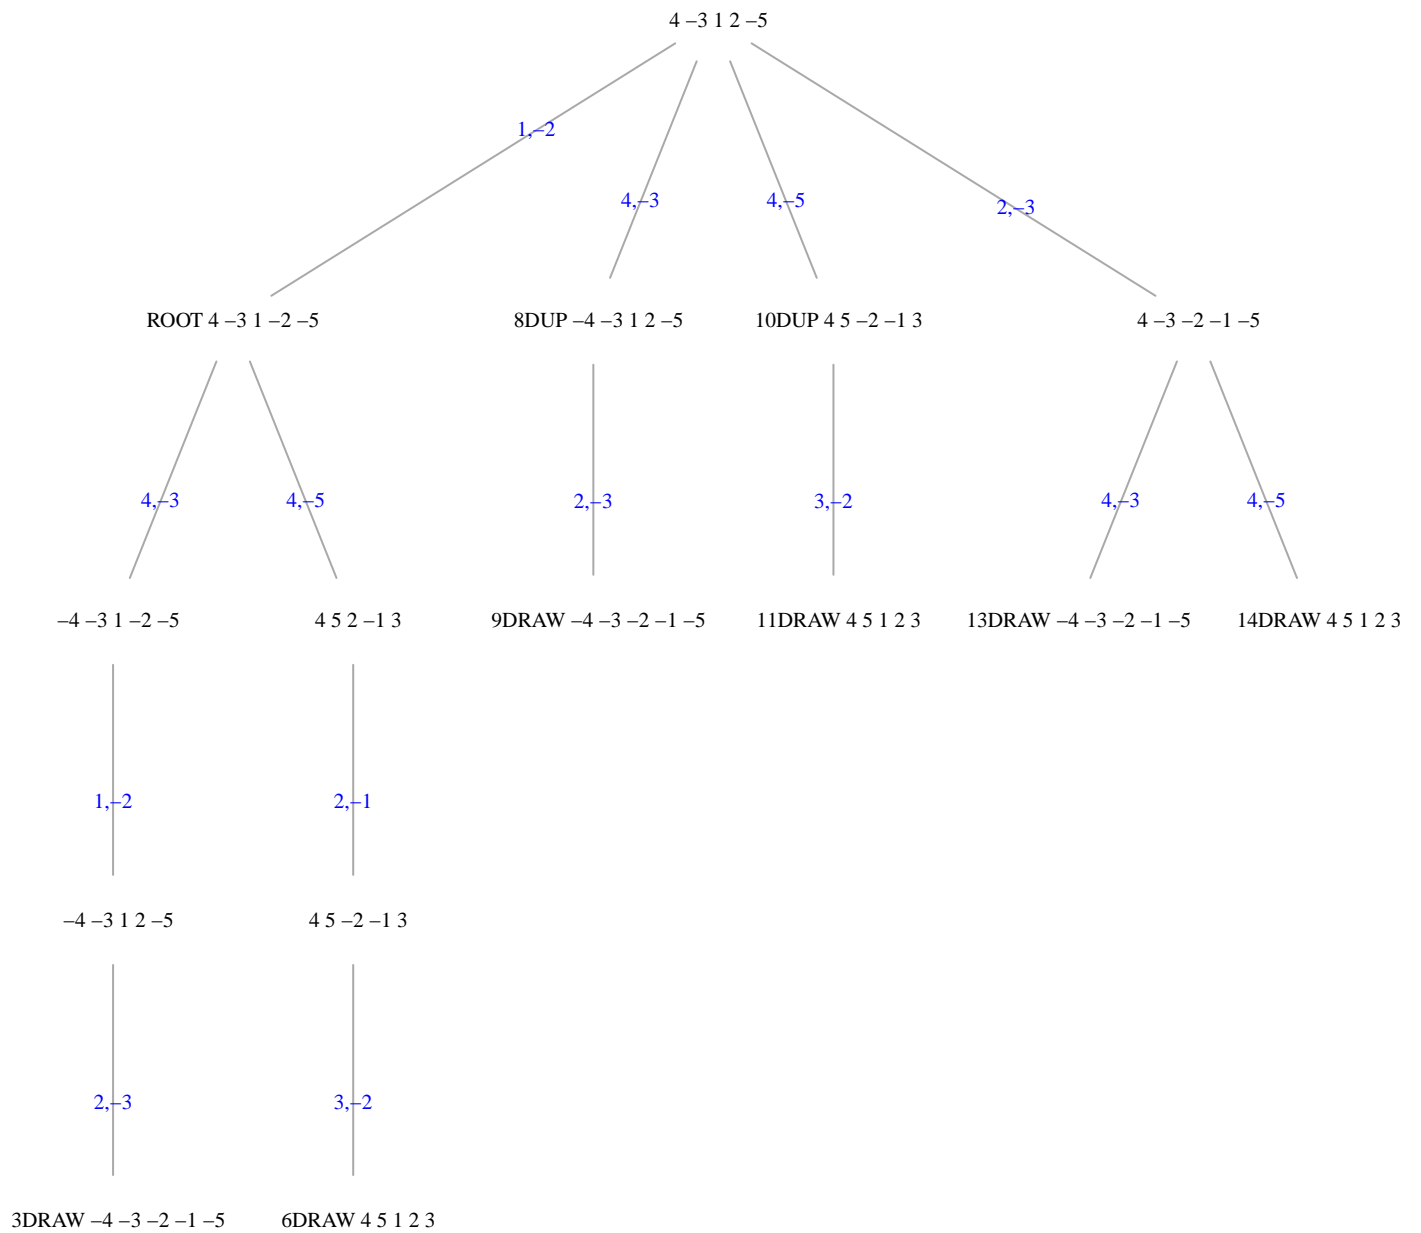 4 –3 1 2 –5
1,–2
4,–3
4,–5
2,–3
ROOT 4 –3 1 –2 –5
8DUP –4 –3 1 2 –5
10DUP 4 5 –2 –1 3
4 –3 –2 –1 –5
4,–3
4,–5
2,–3
3,–2
4,–3
4,–5
–4 –3 1 –2 –5
4 5 2 –1 3
9DRAW –4 –3 –2 –1 –5
11DRAW 4 5 1 2 3
13DRAW –4 –3 –2 –1 –5
14DRAW 4 5 1 2 3
1,–2
2,–1
–4 –3 1 2 –5
4 5 –2 –1 3
2,–3
3,–2
3DRAW –4 –3 –2 –1 –5
6DRAW 4 5 1 2 3